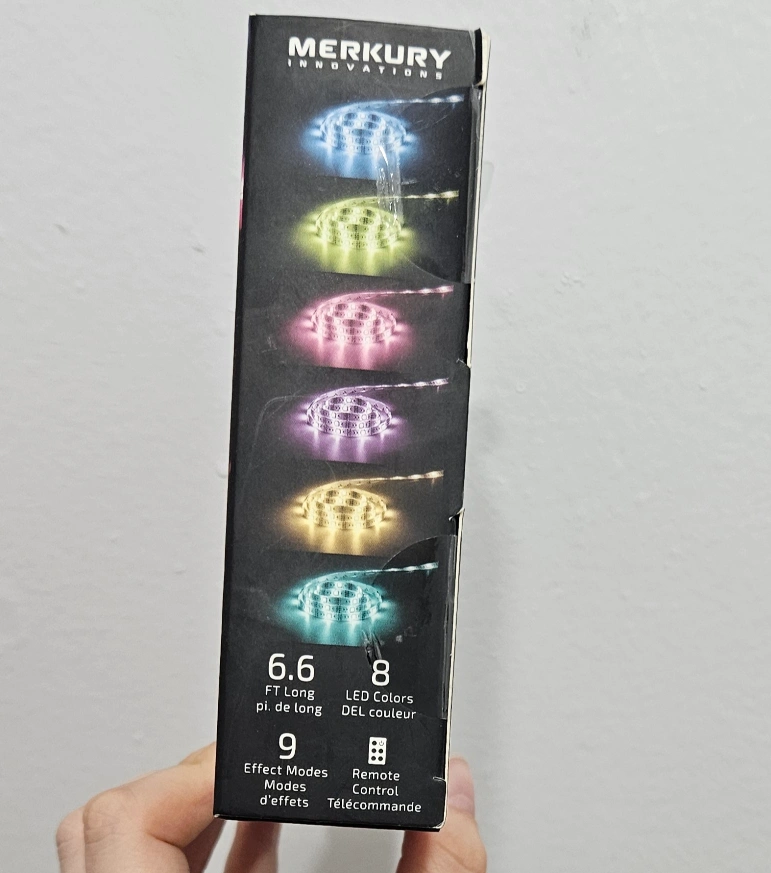 MERKURY
INNOVATIONS
6.6
FT Long
pi. de long
8
LED Colors
DEL couleur
9
Effect Modes
Modes
d'effets
Remote
Control
Télécommande